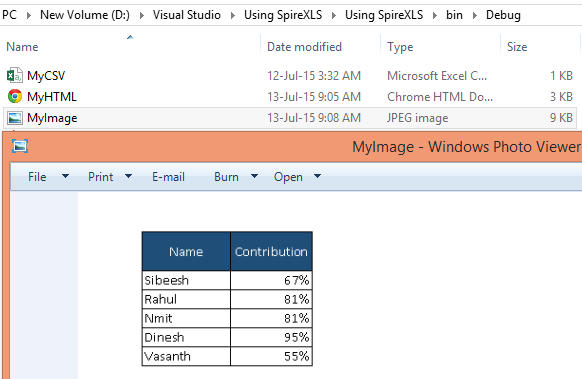 PC New Volume (D:) Visual Studio Using SpireXLS Using SpireXLS bin Debug
Name Date modified Type Size
MyCSV 12-Jul-15 3:32 AM Microsoft Excel C... 1 KB
MyHTML 13-Jul-15 9:05 AM Chrome HTML Do... 3 KB
MyImage 13-Jul-15 9:08 AM JPEG image 9 KB
MyImage - Windows Photo Viewer
File Print E-mail Burn Open
Name Contribution
Sibeesh 67%
Rahul 81%
Nmit 81%
Dinesh 95%
Vasanth 55%